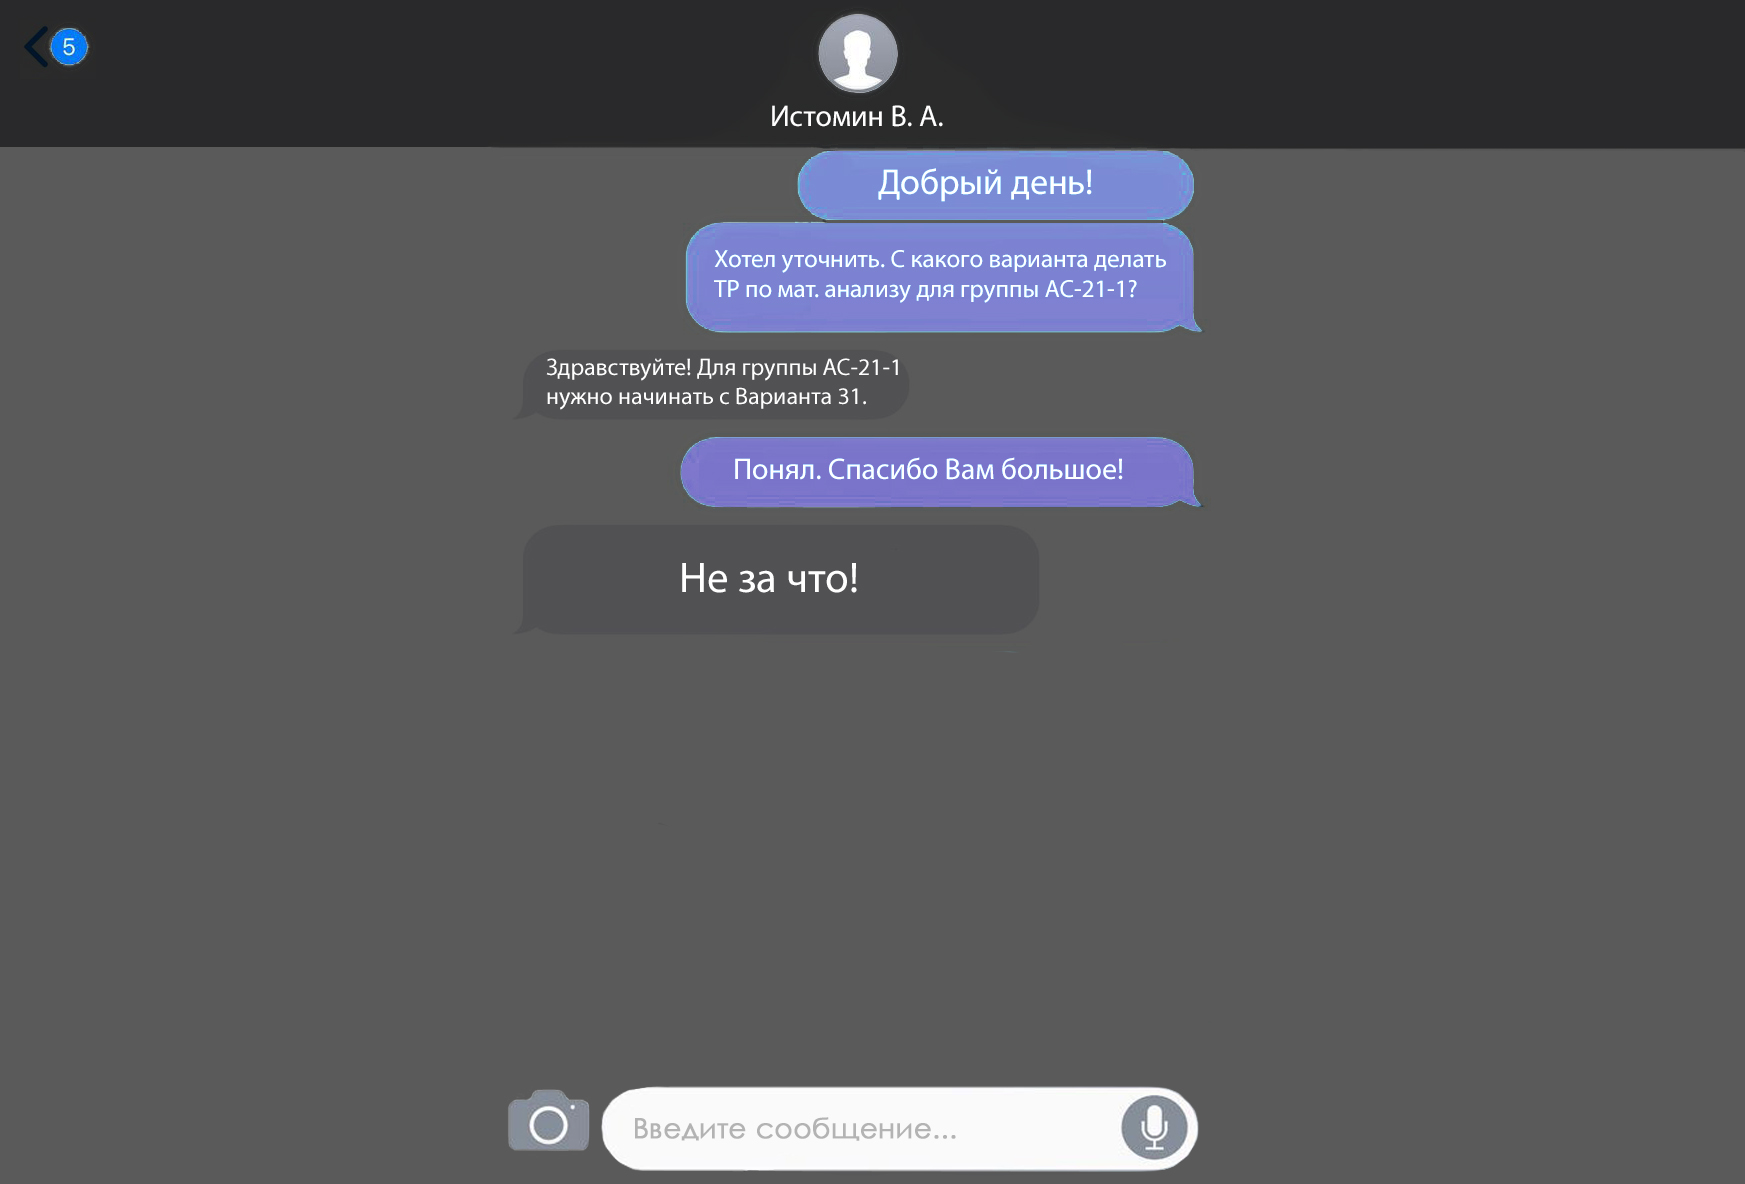 5
Истомин В. А.
Добрый день!
Хотел уточнить. С какого варианта делать
ТР по мат. анализу для группы АС-21-1?
Здравствуйте! Для группы АС-21-1
нужно начинать с Варианта 31.
Понял. Спасибо Вам большое!
Не за что!
Введите сообщение...